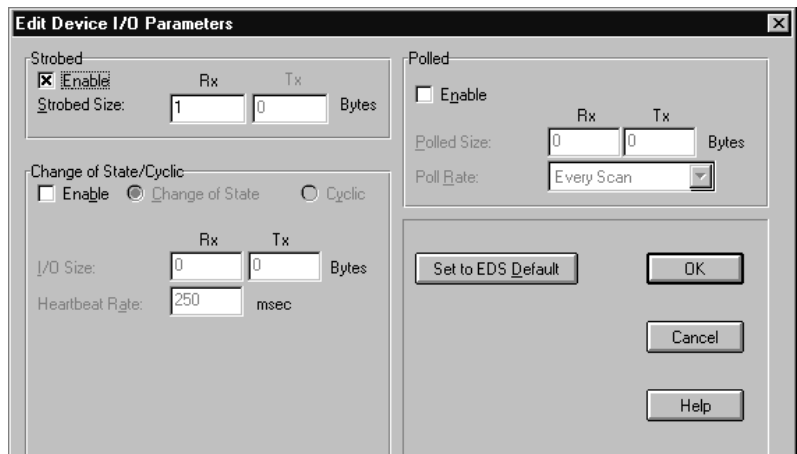 Edit Device I/O Parameters
Strobed
Enable
Rx
Tx
Strobed Size:
1
0
Bytes
Change of State/Cyclic
Enable
Change of State
Cyclic
Rx
Tx
I/O Size:
0
0
Bytes
Heartbeat Rate:
250
msec
Polled
Enable
Rx
Tx
Polled Size:
0
0
Bytes
Poll Rate:
Every Scan
Set to EDS Default
OK
Cancel
Help